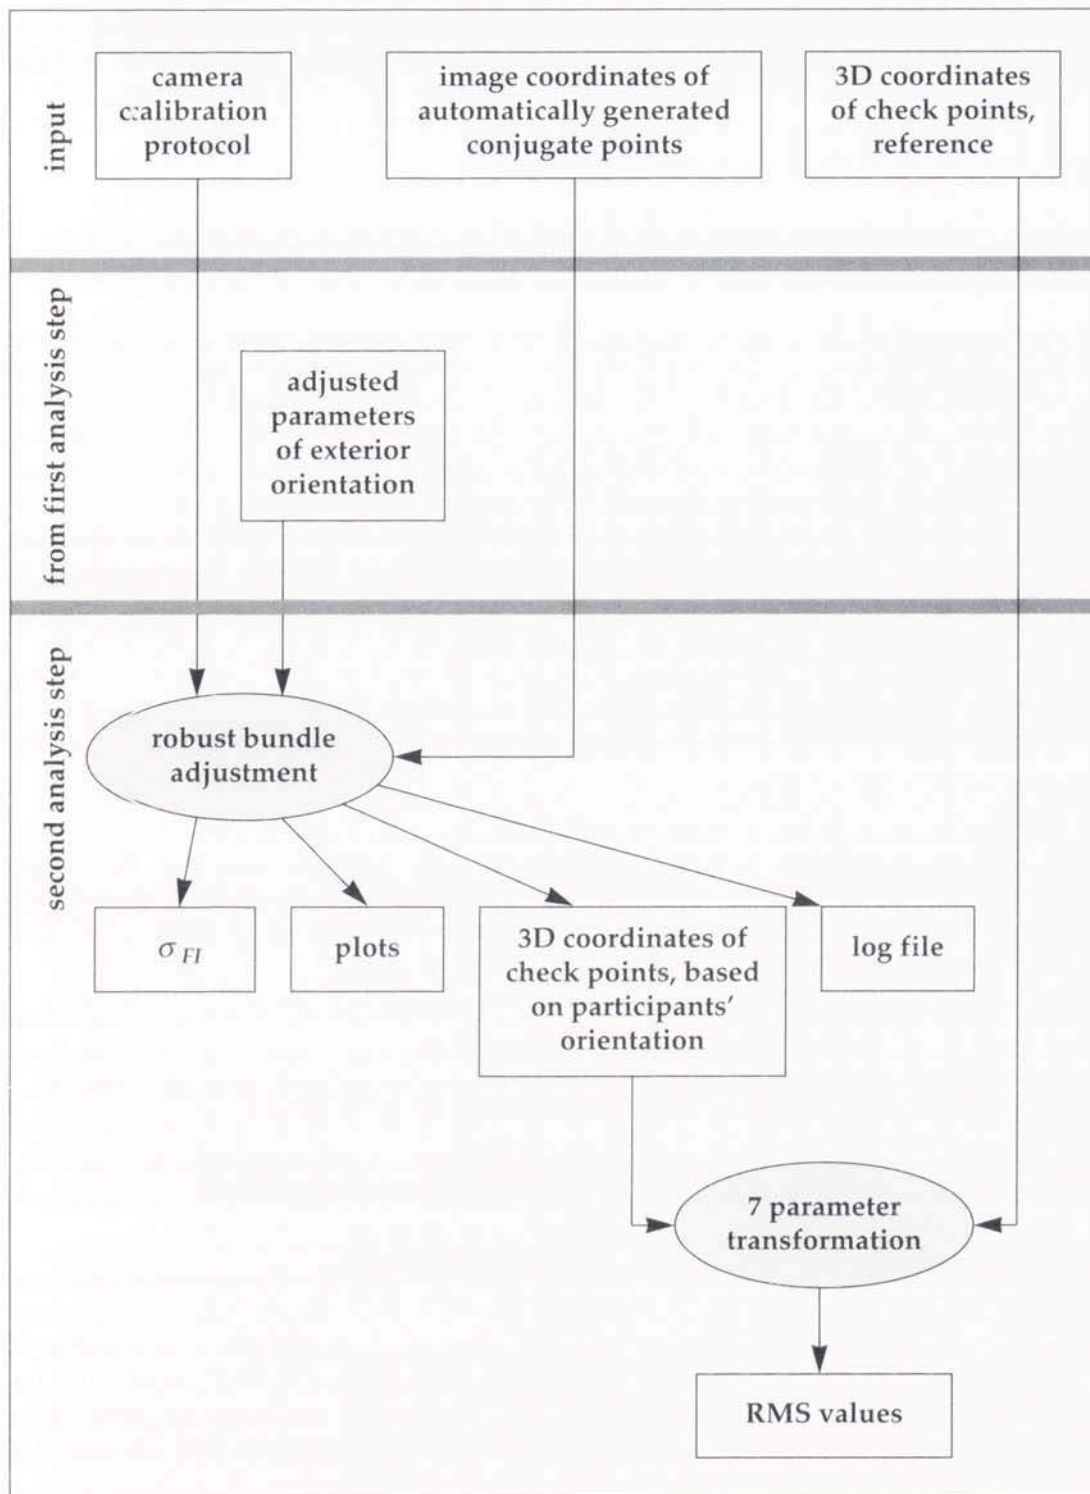 input
camera
calibration
protocol
image coordinates of
automatically generated
conjugate points
3D coordinates
of check points,
reference
from first analysis step
adjusted
parameters
of exterior
orientation
second analysis step
robust bundle
adjustment
σ FI
plots
3D coordinates of
check points, based
on participants’
orientation
log file
7 parameter
transformation
RMS values